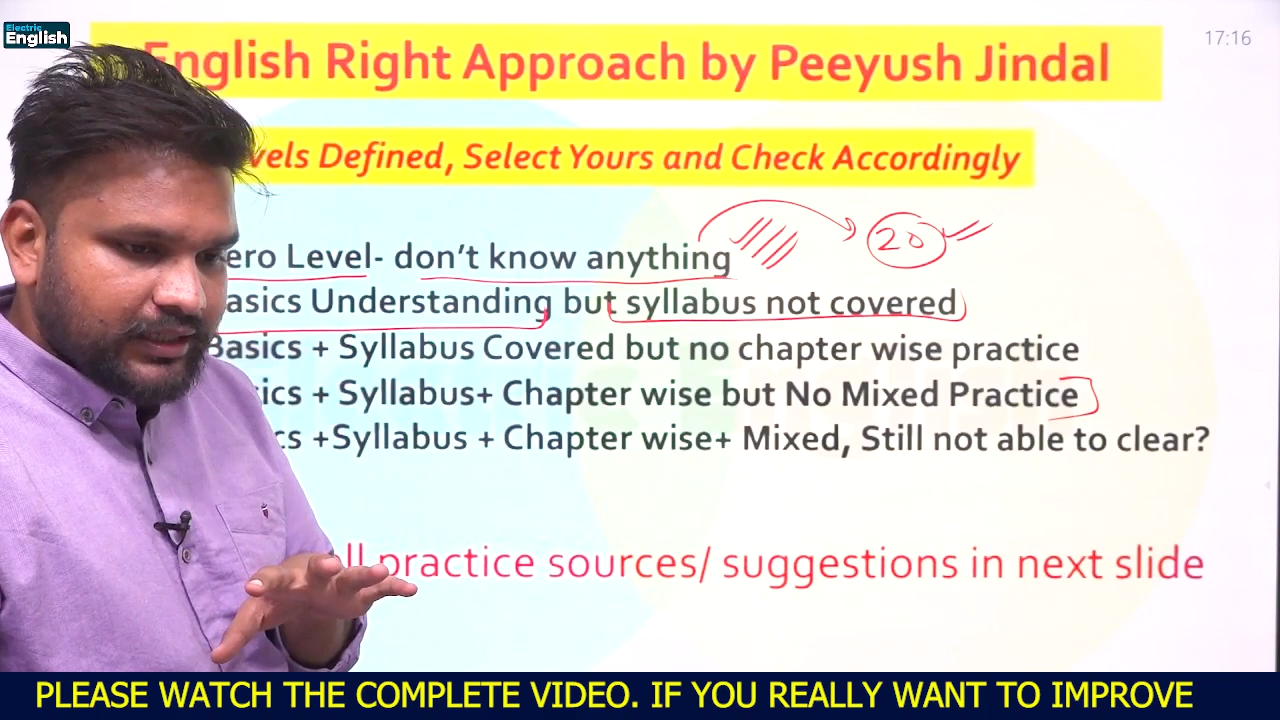 Electric
English
English Right Approach by Peeyush Jindal
17:16
vels Defined, Select Yours and Check Accordingly
ero Level- don't know anything
20
asics Understanding but syllabus not covered
Basics + Syllabus Covered but no chapter wise practice
ics + Syllabus+ Chapter wise but No Mixed Practice
cs +Syllabus + Chapter wise+ Mixed, Still not able to clear?
ll practice sources/ suggestions in next slide
PLEASE WATCH THE COMPLETE VIDEO. IF YOU REALLY WANT TO IMPROVE